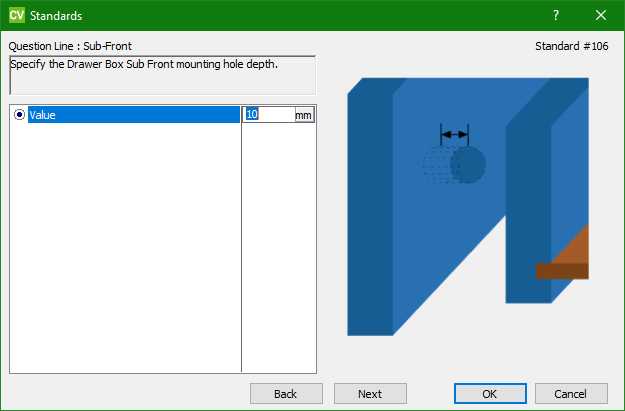 CV Standards ?
Question Line : Sub-Front Standard #106
Specify the Drawer Box Sub Front mounting hole depth.
Value 10 mm
Back Next OK Cancel